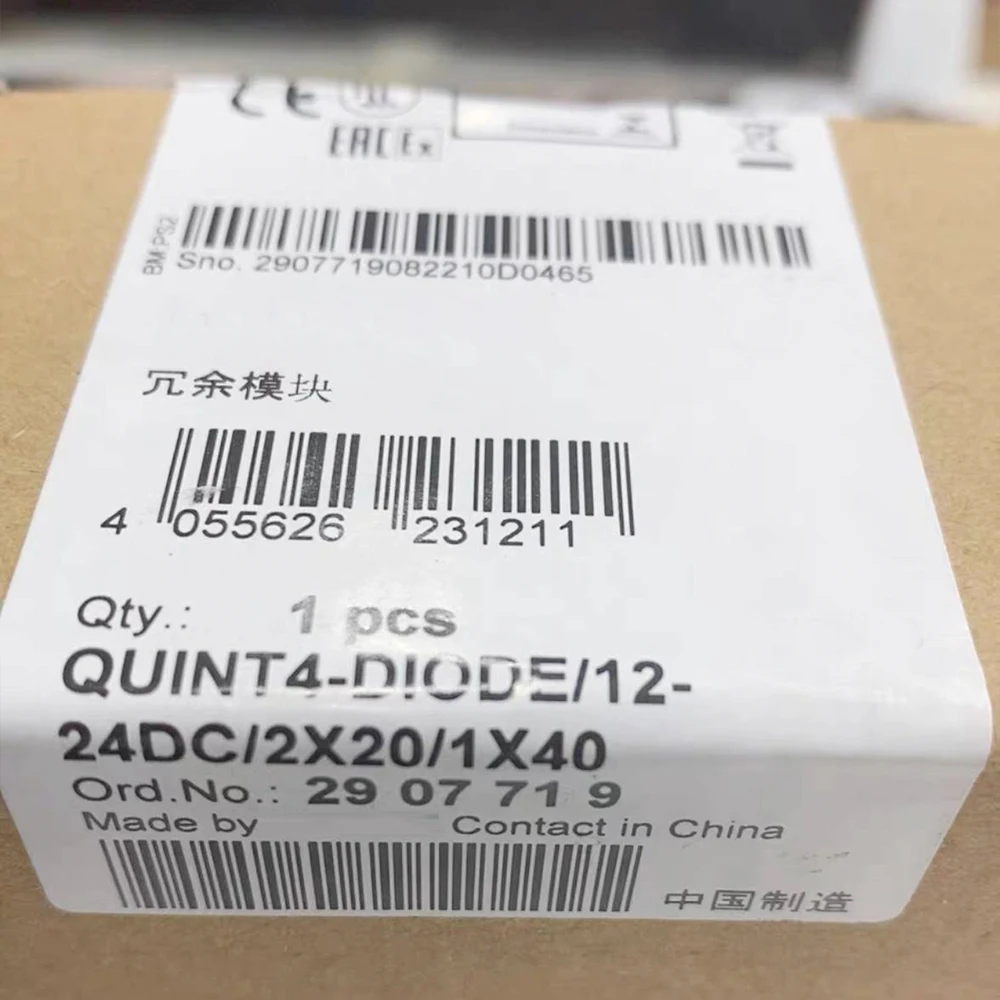 CE
EAC Ex
BM:PS2
Sno. 2907719082210D0465
冗余模块
4 055626 231211
Qty.: 1 pcs
QUINT4-DIODE/12-
24DC/2X20/1X40
Ord.No.: 29 07 71 9
Made by Contact in China
中国制造